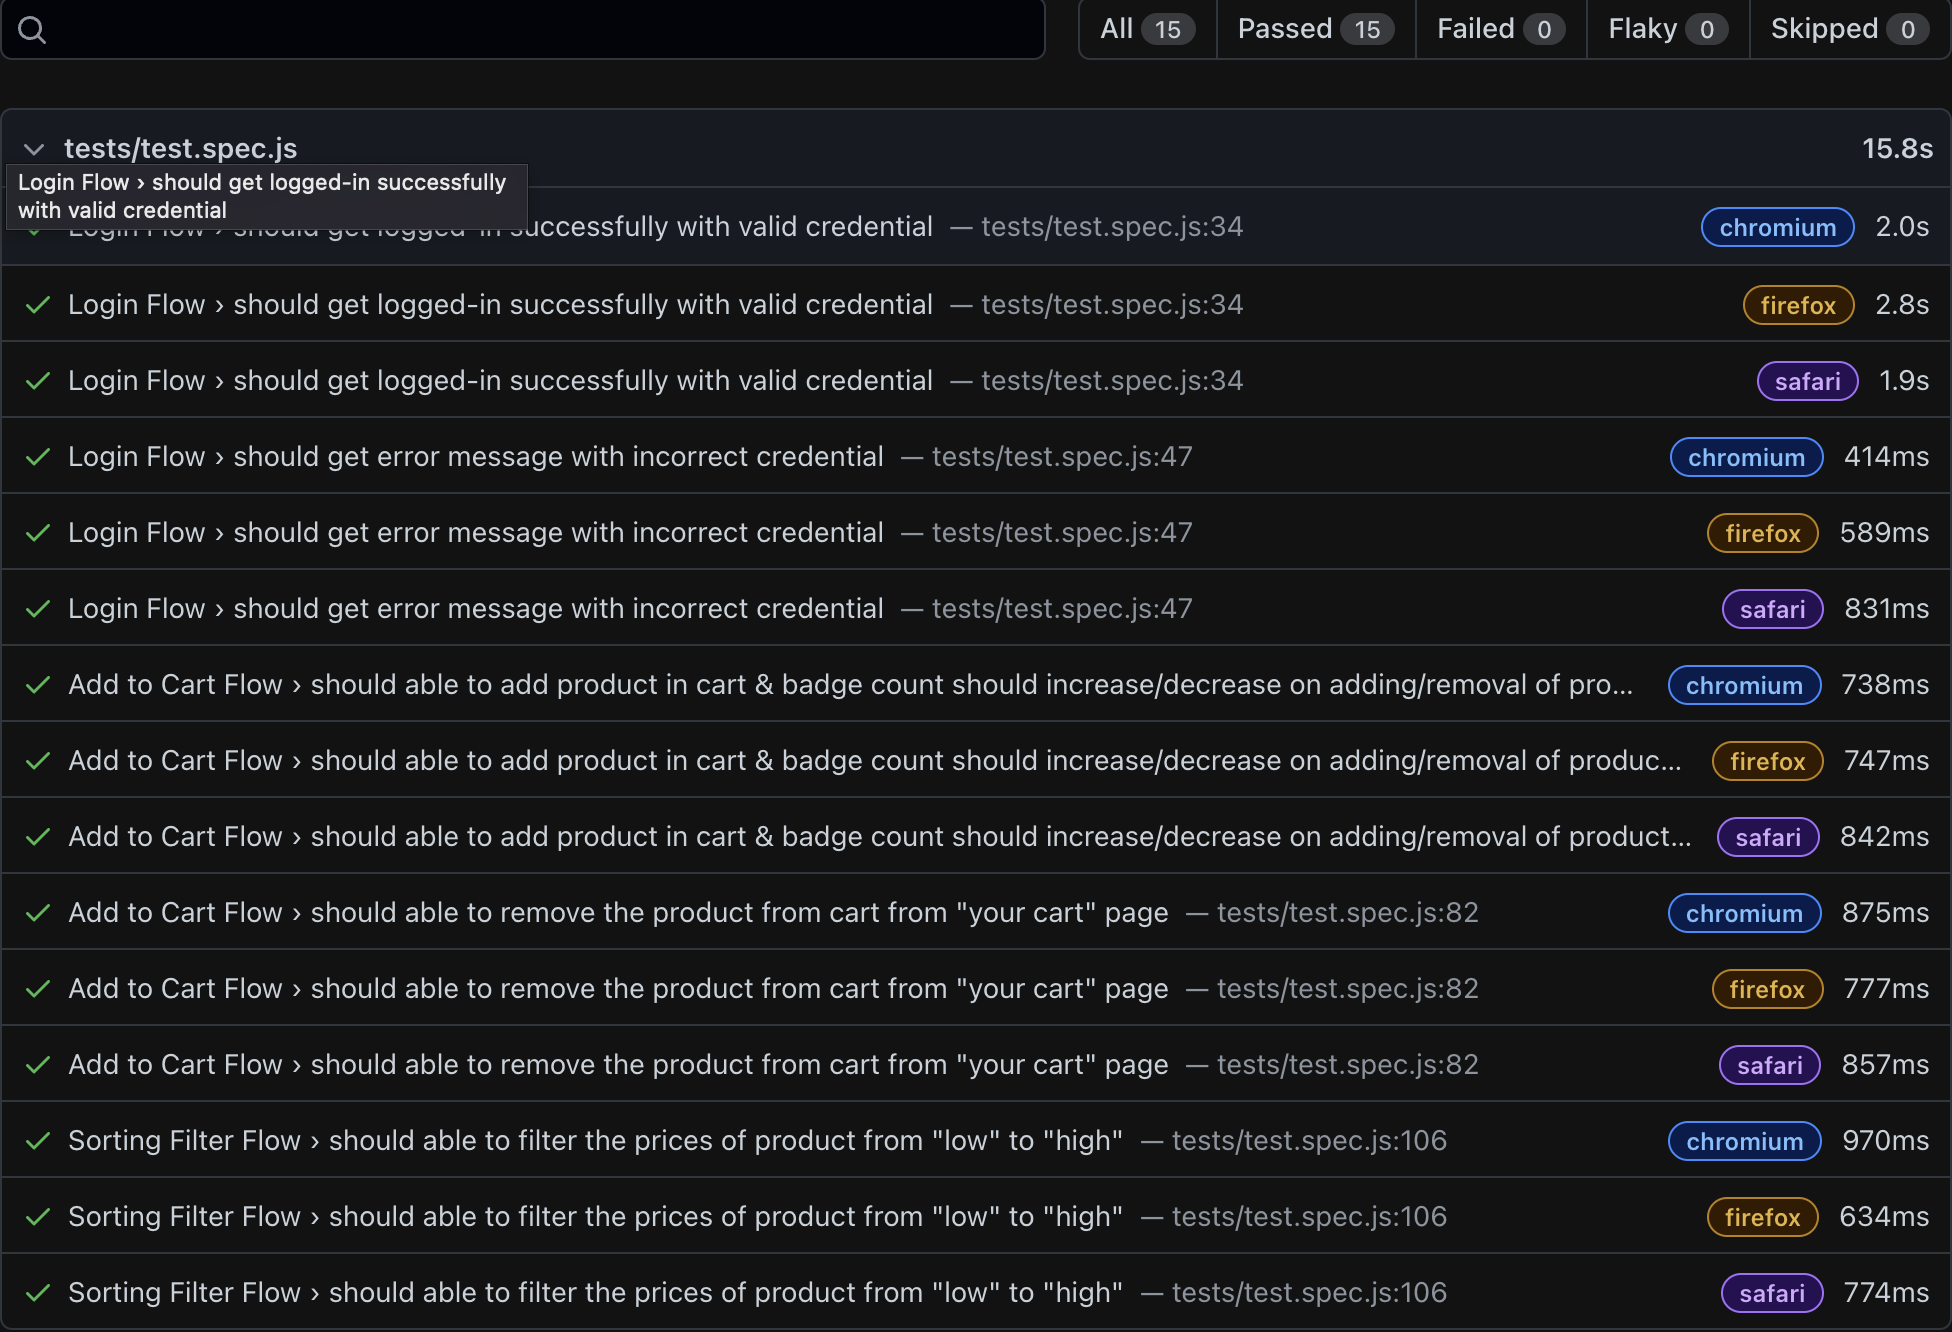 All 15 Passed 15 Failed 0 Flaky 0 Skipped 0
tests/test.spec.js 15.8s
Login Flow › should get logged-in successfully
with valid credential
Login Flow › should get logged-in successfully with valid credential — tests/test.spec.js:34 chromium 2.0s
Login Flow › should get logged-in successfully with valid credential — tests/test.spec.js:34 firefox 2.8s
Login Flow › should get logged-in successfully with valid credential — tests/test.spec.js:34 safari 1.9s
Login Flow › should get error message with incorrect credential — tests/test.spec.js:47 chromium 414ms
Login Flow › should get error message with incorrect credential — tests/test.spec.js:47 firefox 589ms
Login Flow › should get error message with incorrect credential — tests/test.spec.js:47 safari 831ms
Add to Cart Flow › should able to add product in cart & badge count should increase/decrease on adding/removal of pro... chromium 738ms
Add to Cart Flow › should able to add product in cart & badge count should increase/decrease on adding/removal of produc... firefox 747ms
Add to Cart Flow › should able to add product in cart & badge count should increase/decrease on adding/removal of product... safari 842ms
Add to Cart Flow › should able to remove the product from cart from "your cart" page — tests/test.spec.js:82 chromium 875ms
Add to Cart Flow › should able to remove the product from cart from "your cart" page — tests/test.spec.js:82 firefox 777ms
Add to Cart Flow › should able to remove the product from cart from "your cart" page — tests/test.spec.js:82 safari 857ms
Sorting Filter Flow › should able to filter the prices of product from "low" to "high" — tests/test.spec.js:106 chromium 970ms
Sorting Filter Flow › should able to filter the prices of product from "low" to "high" — tests/test.spec.js:106 firefox 634ms
Sorting Filter Flow › should able to filter the prices of product from "low" to "high" — tests/test.spec.js:106 safari 774ms